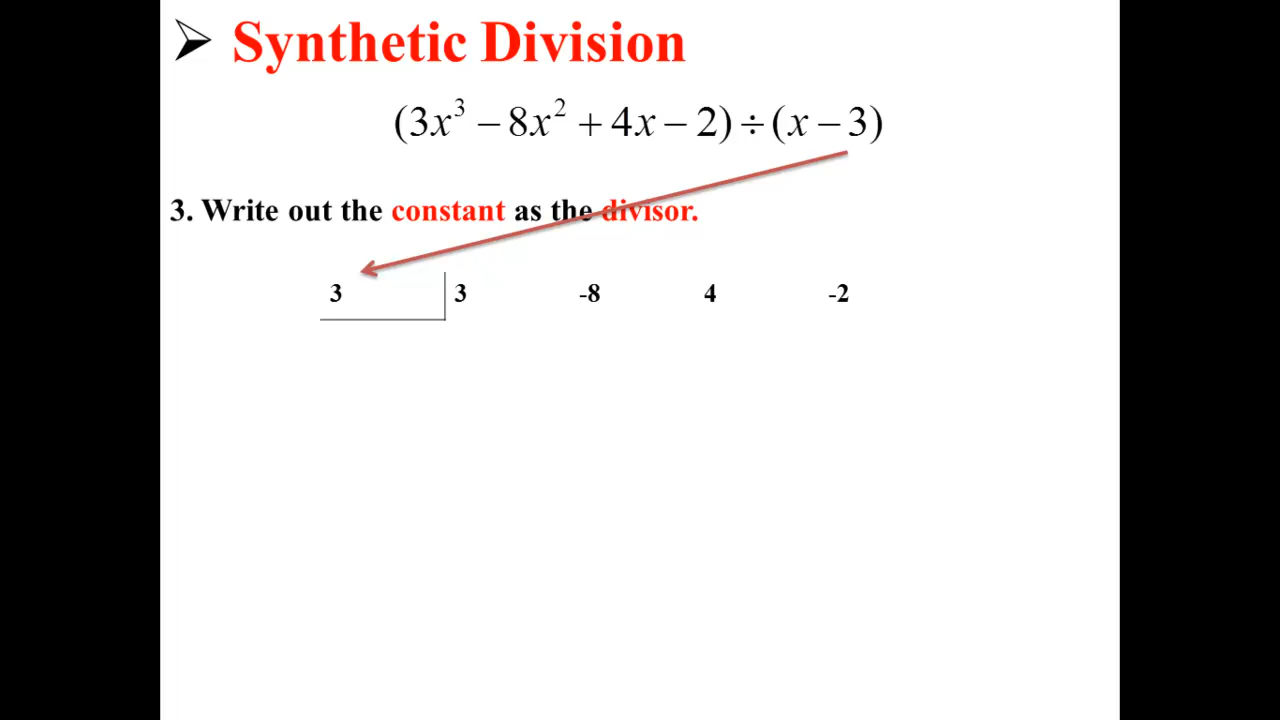 ➢ Synthetic Division
(3x³ − 8x² + 4x − 2) ÷ (x − 3)
3. Write out the constant as the divisor.
3 3 -8 4 -2